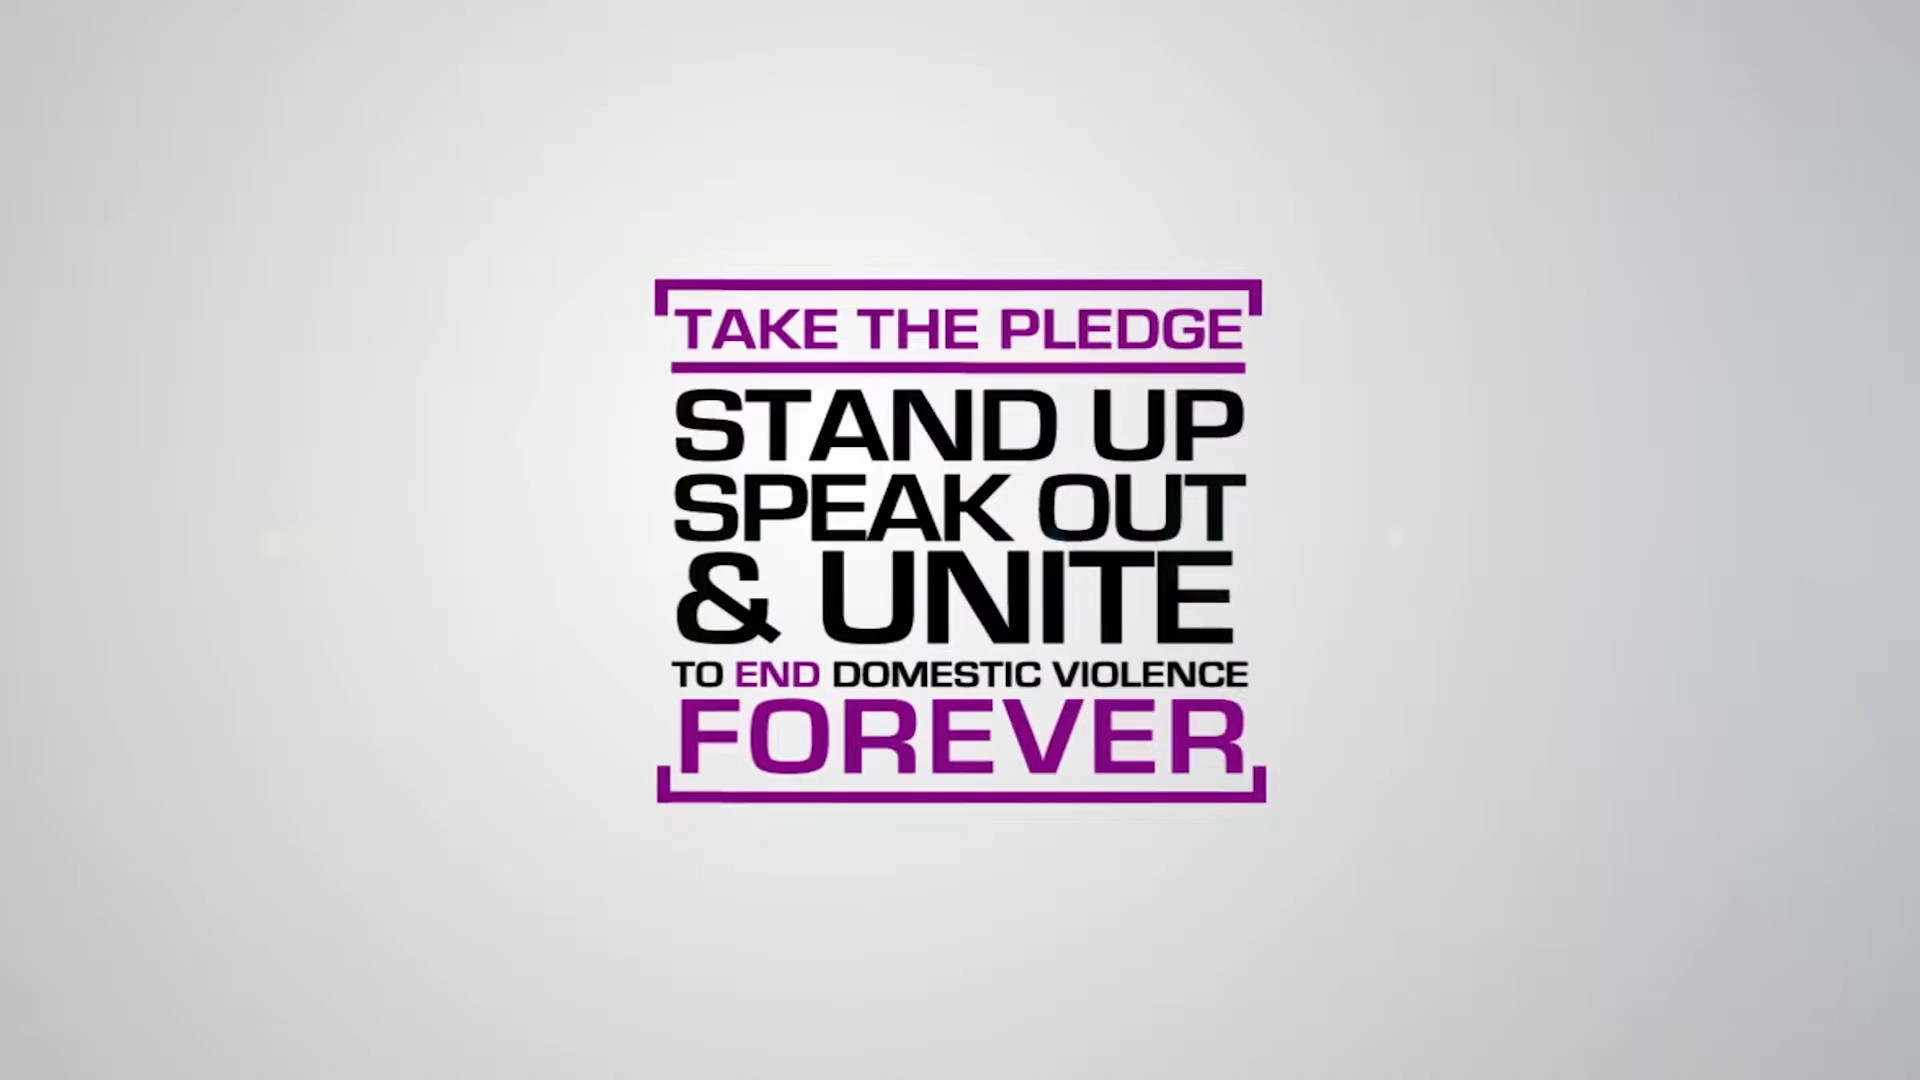 TAKE THE PLEDGE
STAND UP
SPEAK OUT
& UNITE
TO END DOMESTIC VIOLENCE
FOREVER